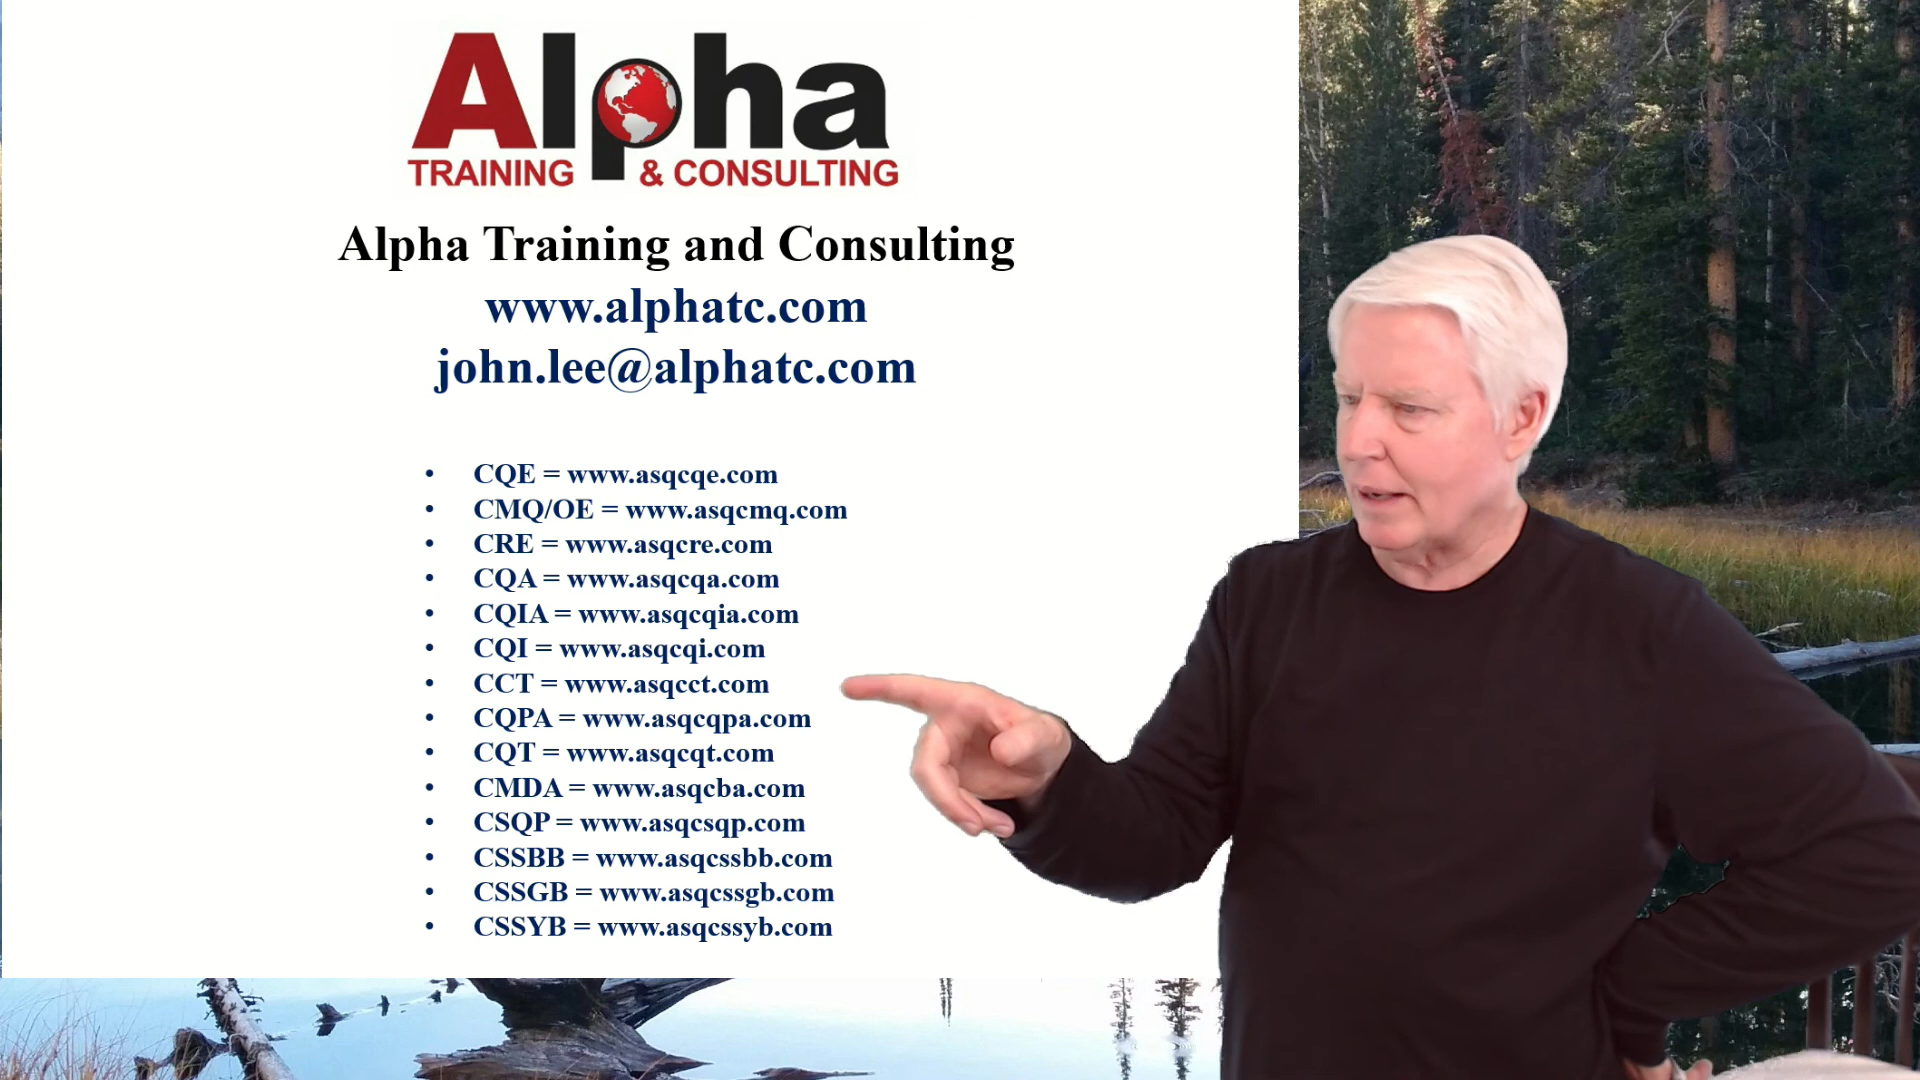 Alpha
TRAINING & CONSULTING
Alpha Training and Consulting
www.alphatc.com
john.lee@alphatc.com
• CQE = www.asqcqe.com
• CMQ/OE = www.asqcmq.com
• CRE = www.asqcre.com
• CQA = www.asqcqa.com
• CQIA = www.asqcqia.com
• CQI = www.asqcqi.com
• CCT = www.asqcct.com
• CQPA = www.asqcqpa.com
• CQT = www.asqcqt.com
• CMDA = www.asqcba.com
• CSQP = www.asqcsqp.com
• CSSBB = www.asqcssbb.com
• CSSGB = www.asqcssgb.com
• CSSYB = www.asqcssyb.com